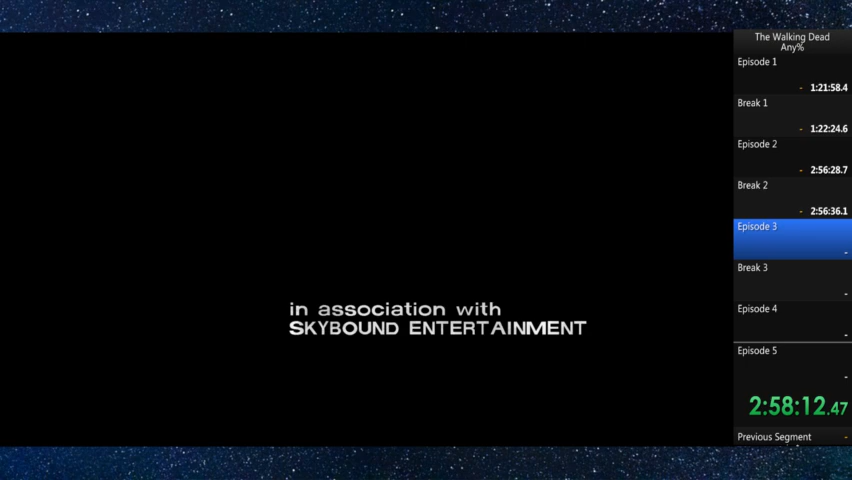 in association with
SKYBOUND ENTERTAINMENT
The Walking Dead
Any%
Episode 1
- 1:21:58.4
Break 1
- 1:22:24.6
Episode 2
- 2:56:28.7
Break 2
- 2:56:36.1
Episode 3
-
Break 3
-
Episode 4
-
Episode 5
-
2:58:12.47
Previous Segment -